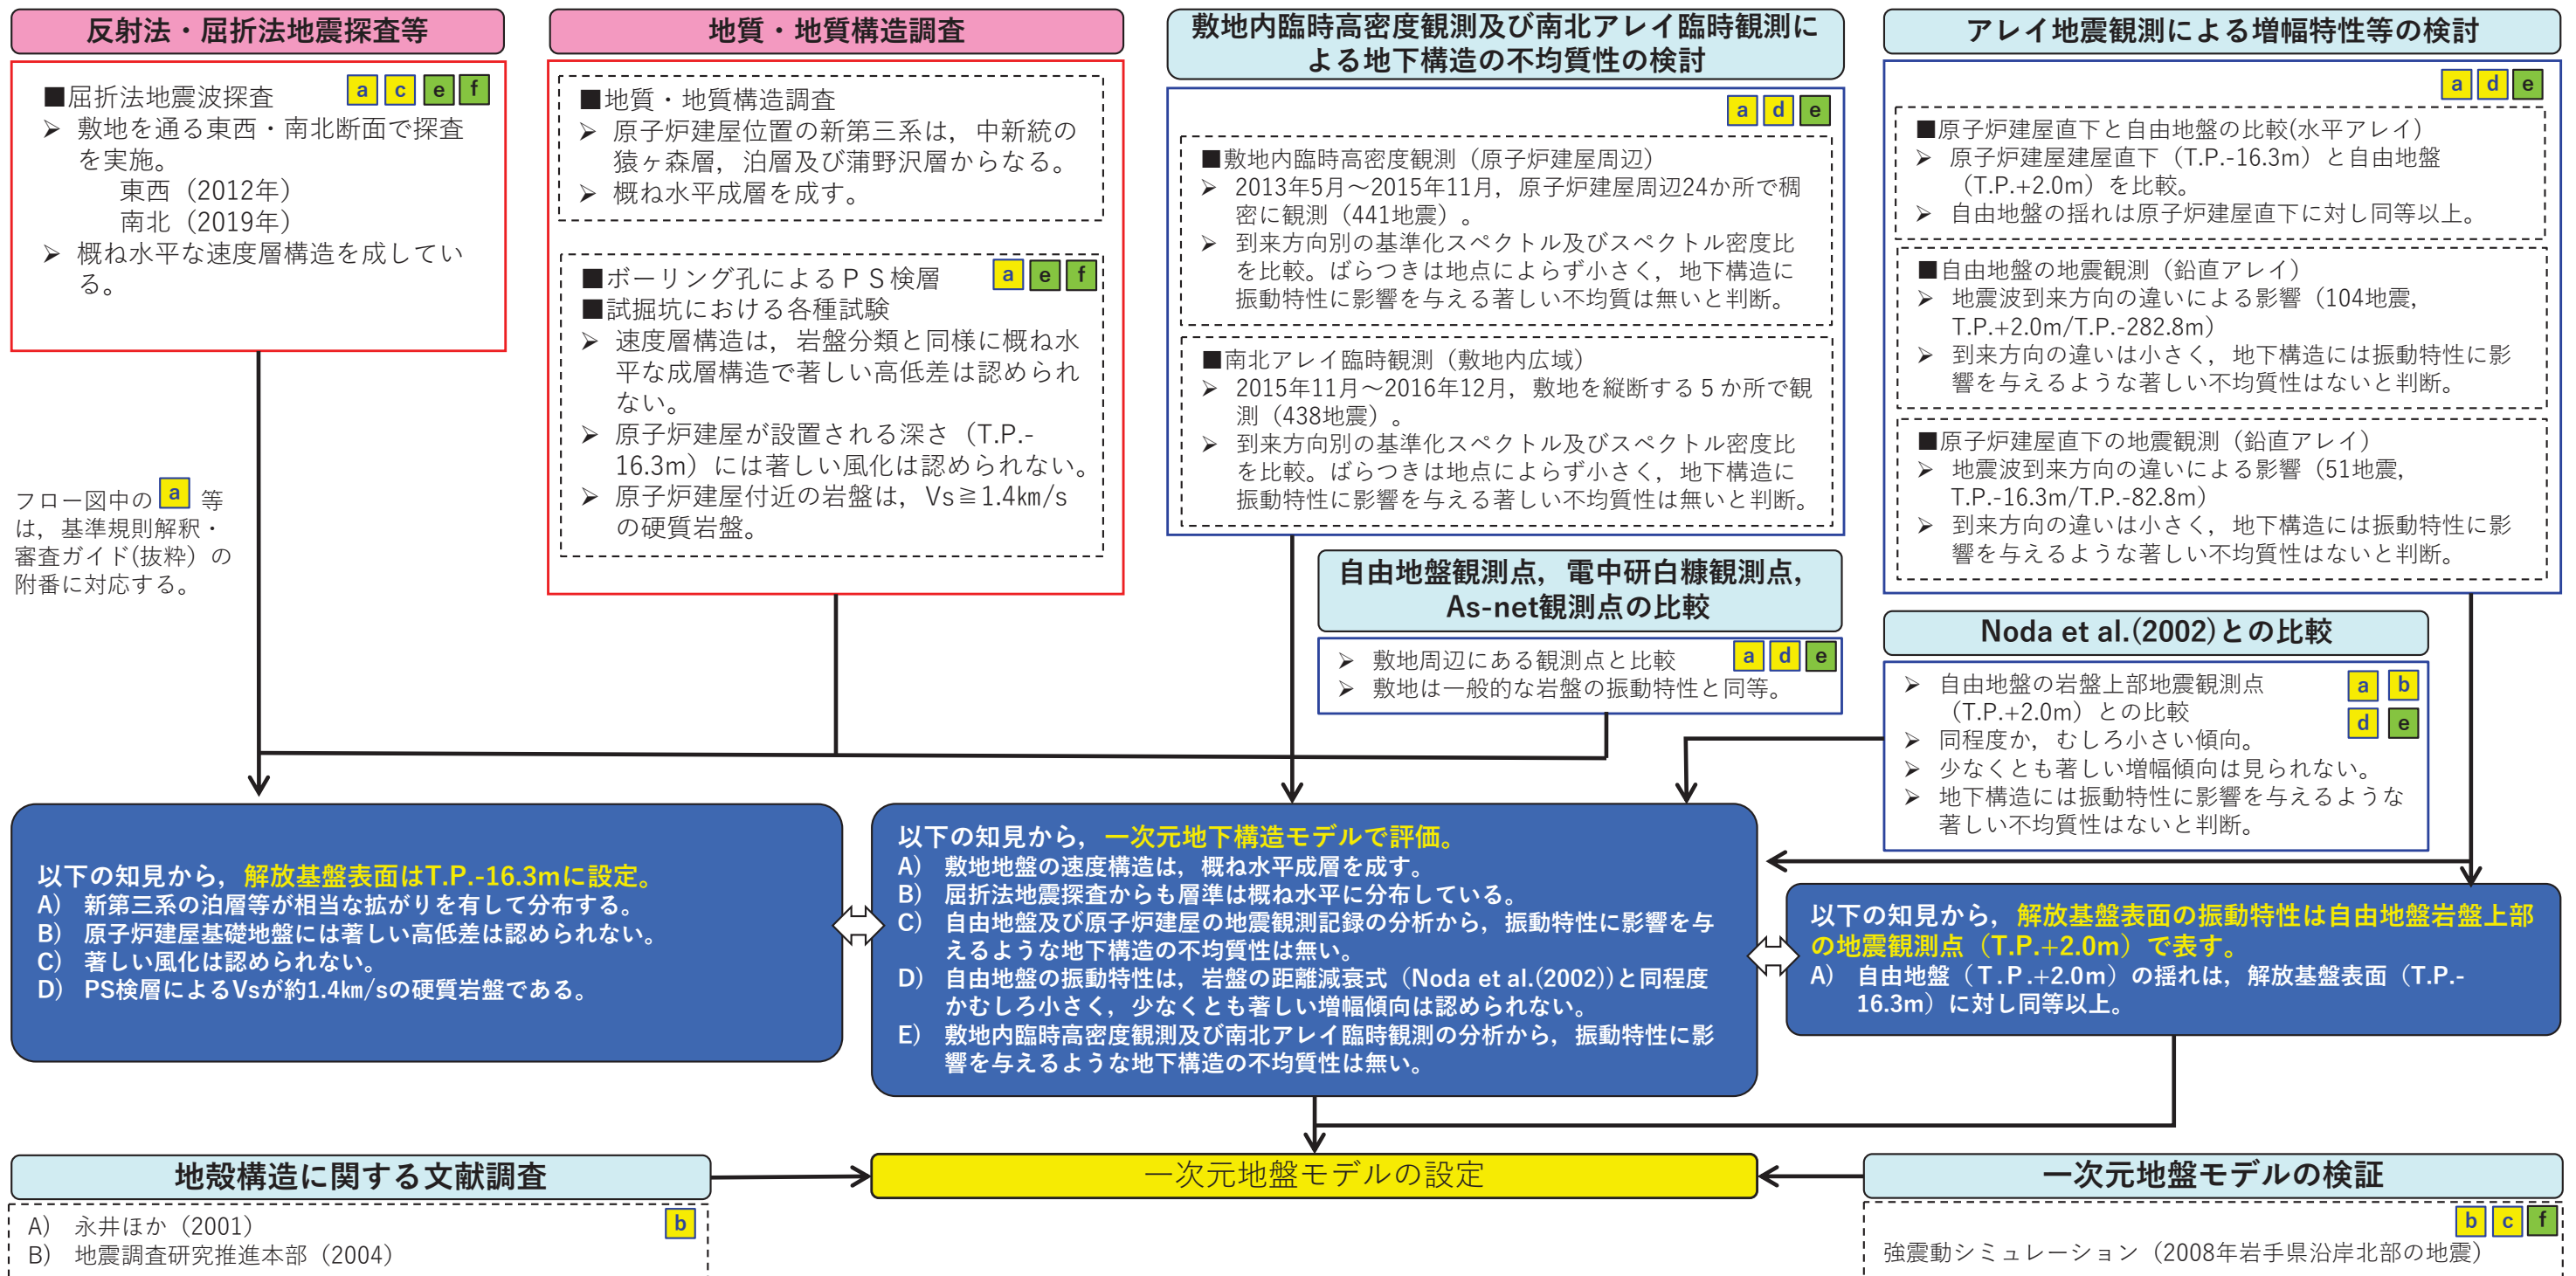 反射法・屈折法地震探査等
a c e f
■屈折法地震波探査
➢ 敷地を通る東西・南北断面で探査
を実施。
東西（2012年）
南北（2019年）
➢ 概ね水平な速度層構造を成してい
る。
地質・地質構造調査
■地質・地質構造調査
➢ 原子炉建屋位置の新第三系は，中新統の
猿ヶ森層，泊層及び蒲野沢層からなる。
➢ 概ね水平成層を成す。
■ボーリング孔によるＰＳ検層
a e f
■試掘坑における各種試験
➢ 速度層構造は，岩盤分類と同様に概ね水
平な成層構造で著しい高低差は認められ
ない。
➢ 原子炉建屋が設置される深さ（T.P.-
16.3m）には著しい風化は認められない。
➢ 原子炉建屋付近の岩盤は，Vs≧1.4㎞/s
の硬質岩盤。
敷地内臨時高密度観測及び南北アレイ臨時観測に
よる地下構造の不均質性の検討
a d e
■敷地内臨時高密度観測（原子炉建屋周辺）
➢ 2013年5月～2015年11月，原子炉建屋周辺24か所で稠
密に観測（441地震）。
➢ 到来方向別の基準化スペクトル及びスペクトル密度比
を比較。ばらつきは地点によらず小さく，地下構造に
振動特性に影響を与える著しい不均質は無いと判断。
■南北アレイ臨時観測（敷地内広域）
➢ 2015年11月～2016年12月，敷地を縦断する５か所で観
測（438地震）。
➢ 到来方向別の基準化スペクトル及びスペクトル密度比
を比較。ばらつきは地点によらず小さく，地下構造に
振動特性に影響を与える著しい不均質性は無いと判断。
アレイ地震観測による増幅特性等の検討
a d e
■原子炉建屋直下と自由地盤の比較(水平アレイ)
➢ 原子炉建屋建屋直下（T.P.-16.3m）と自由地盤
（T.P.+2.0m）を比較。
➢ 自由地盤の揺れは原子炉建屋直下に対し同等以上。
■自由地盤の地震観測（鉛直アレイ）
➢ 地震波到来方向の違いによる影響（104地震，
T.P.+2.0m/T.P.-282.8m）
➢ 到来方向の違いは小さく，地下構造には振動特性に影
響を与えるような著しい不均質性はないと判断。
■原子炉建屋直下の地震観測（鉛直アレイ）
➢ 地震波到来方向の違いによる影響（51地震，
T.P.-16.3m/T.P.-82.8m）
➢ 到来方向の違いは小さく，地下構造には振動特性に影
響を与えるような著しい不均質性はないと判断。
フロー図中の a 等
は，基準規則解釈・
審査ガイド(抜粋）の
附番に対応する。
自由地盤観測点，電中研白糠観測点，
As-net観測点の比較
a d e
➢ 敷地周辺にある観測点と比較
➢ 敷地は一般的な岩盤の振動特性と同等。
Noda et al.(2002)との比較
a b
d e
➢ 自由地盤の岩盤上部地震観測点
（T.P.+2.0m）との比較
➢ 同程度か，むしろ小さい傾向。
➢ 少なくとも著しい増幅傾向は見られない。
➢ 地下構造には振動特性に影響を与えるような
著しい不均質性はないと判断。
以下の知見から，解放基盤表面はT.P.-16.3mに設定。
A） 新第三系の泊層等が相当な拡がりを有して分布する。
B） 原子炉建屋基礎地盤には著しい高低差は認められない。
C） 著しい風化は認められない。
D） PS検層によるVsが約1.4㎞/sの硬質岩盤である。
以下の知見から，一次元地下構造モデルで評価。
A） 敷地地盤の速度構造は，概ね水平成層を成す。
B） 屈折法地震探査からも層準は概ね水平に分布している。
C） 自由地盤及び原子炉建屋の地震観測記録の分析から，振動特性に影響を与
えるような地下構造の不均質性は無い。
D） 自由地盤の振動特性は，岩盤の距離減衰式（Noda et al.(2002))と同程度
かむしろ小さく，少なくとも著しい増幅傾向は認められない。
E） 敷地内臨時高密度観測及び南北アレイ臨時観測の分析から，振動特性に影
響を与えるような地下構造の不均質性は無い。
以下の知見から，解放基盤表面の振動特性は自由地盤岩盤上部
の地震観測点（T.P.+2.0m）で表す。
A） 自由地盤（T.P.+2.0m）の揺れは，解放基盤表面（T.P.-
16.3m）に対し同等以上。
地殻構造に関する文献調査
b
A） 永井ほか（2001）
B） 地震調査研究推進本部（2004）
一次元地盤モデルの設定
一次元地盤モデルの検証
b c f
強震動シミュレーション（2008年岩手県沿岸北部の地震）